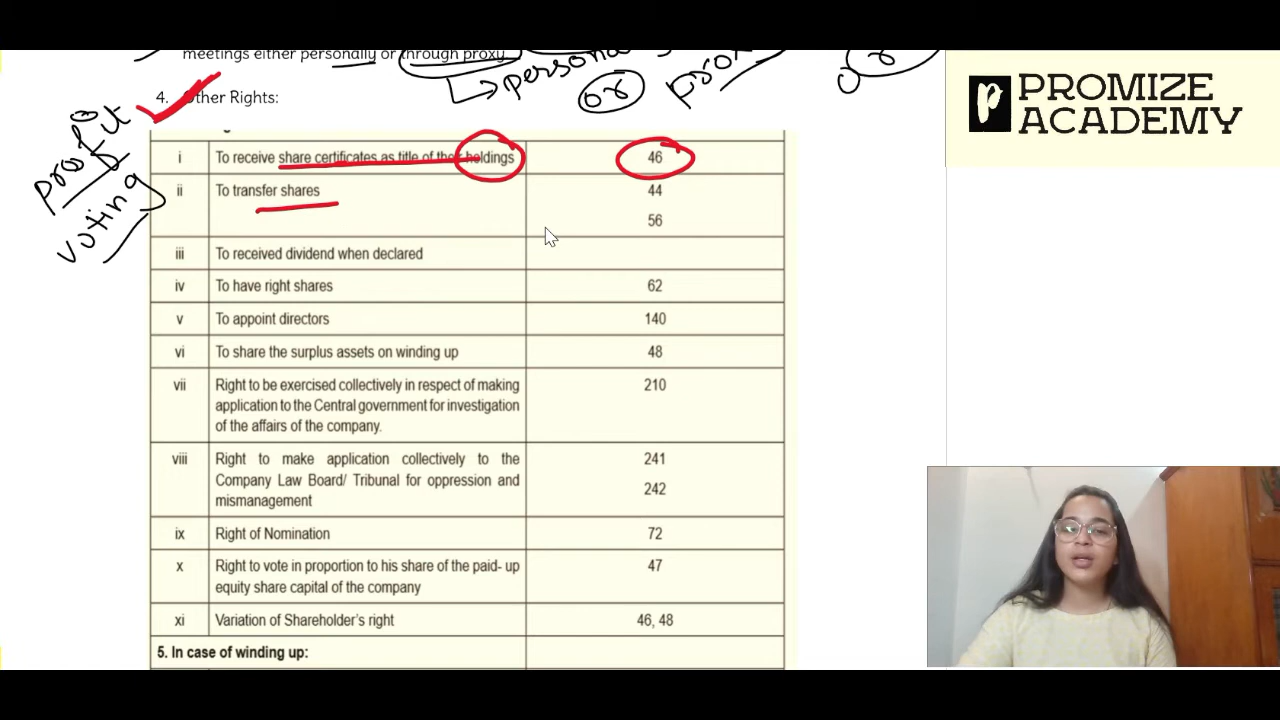 meetings either personally or through proxy
personal
or
proxy
or
4. Other Rights:
profit
voting
i To receive share certificates as title of their holdings 46
ii To transfer shares 44
56
iii To received dividend when declared
iv To have right shares 62
v To appoint directors 140
vi To share the surplus assets on winding up 48
vii Right to be exercised collectively in respect of making 210
application to the Central government for investigation
of the affairs of the company.
viii Right to make application collectively to the 241
Company Law Board/ Tribunal for oppression and 242
mismanagement
ix Right of Nomination 72
x Right to vote in proportion to his share of the paid- up 47
equity share capital of the company
xi Variation of Shareholder's right 46, 48
5. In case of winding up:
P PROMIZE
ACADEMY